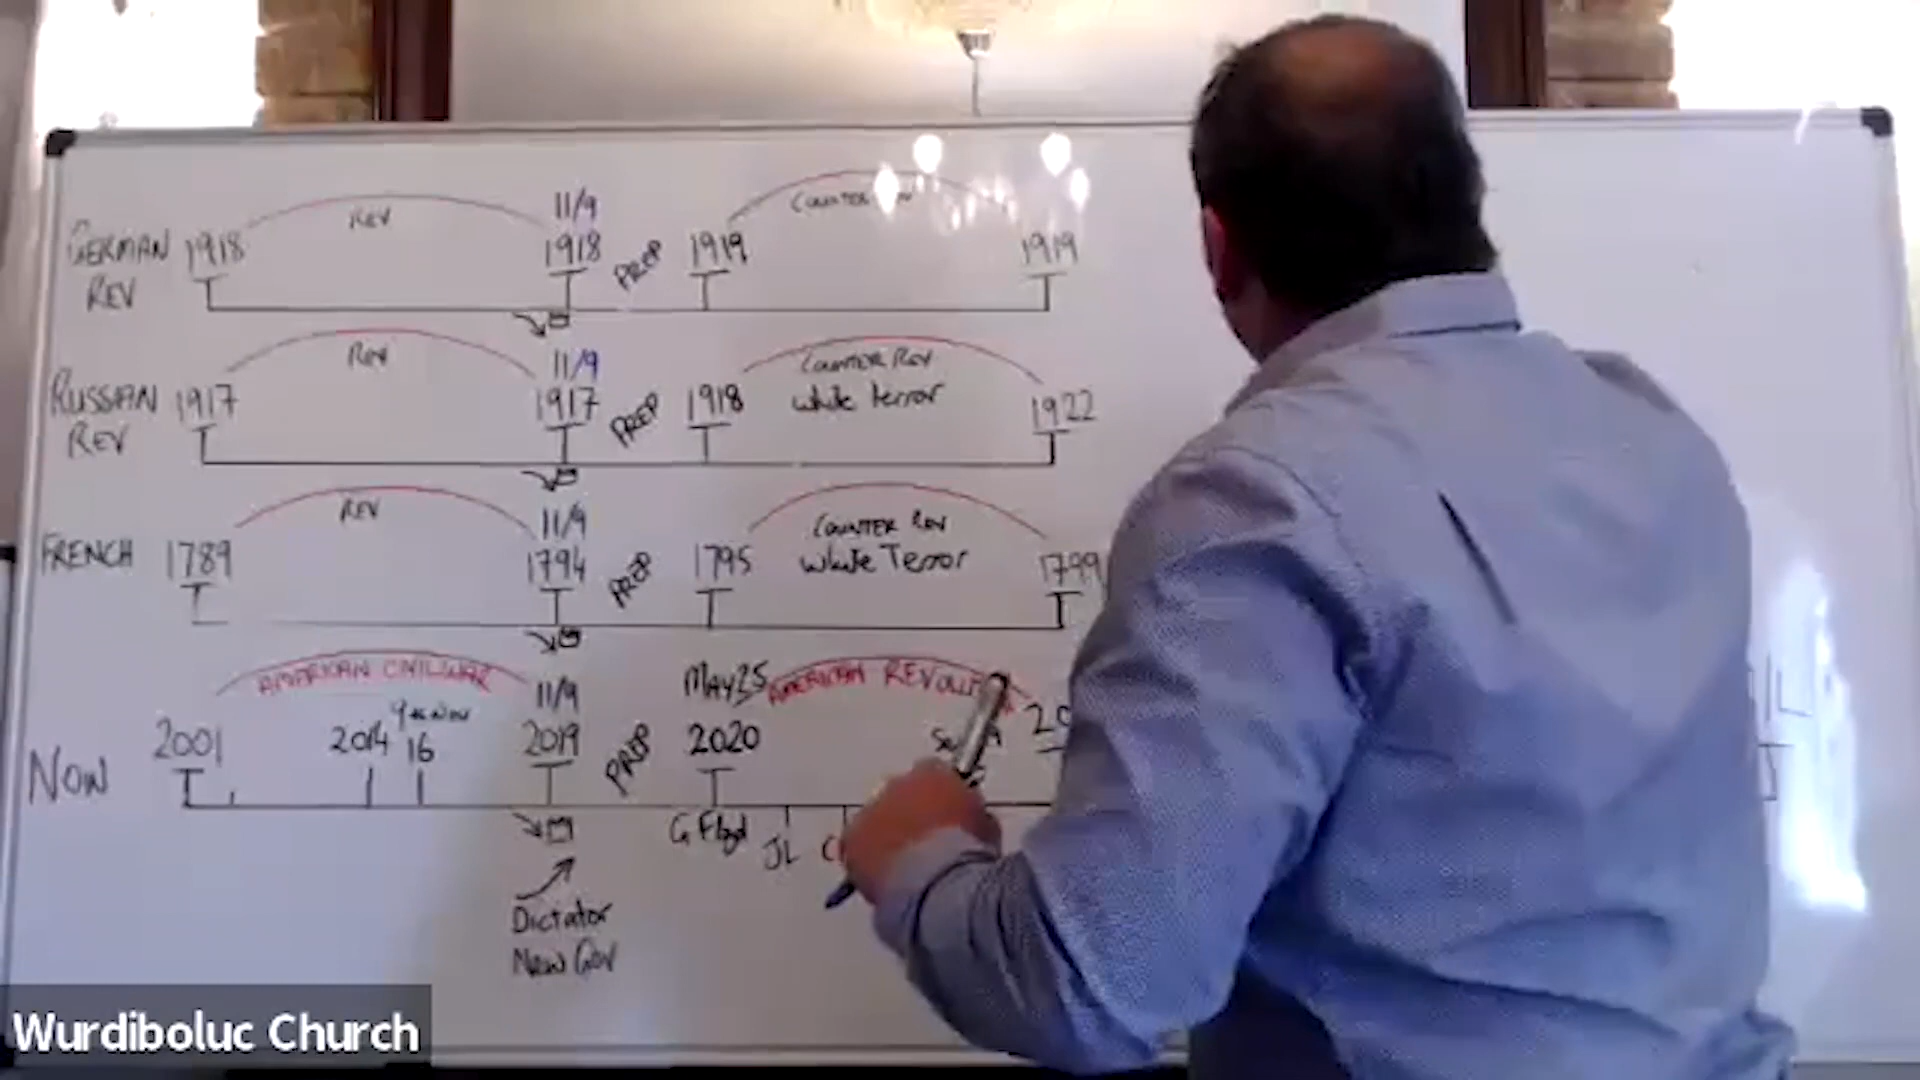 11/9
REV
GERMAN 1918 1918 PREP 1919 1919
REV
11/9
REV COUNTER REV
RUSSIAN 1917 1917 PREP 1918 white terror 1922
REV
REV 11/9 COUNTER REV
FRENCH 1789 1794 PREP 1795 white Terror 1799
AMERICAN CIVIL WAR 11/9 MAY 25 AMERICAN
NOW 2001 2014 16 2019 PREP 2020
G Floyd JL
Dictator
New Gov
Wurdiboluc Church